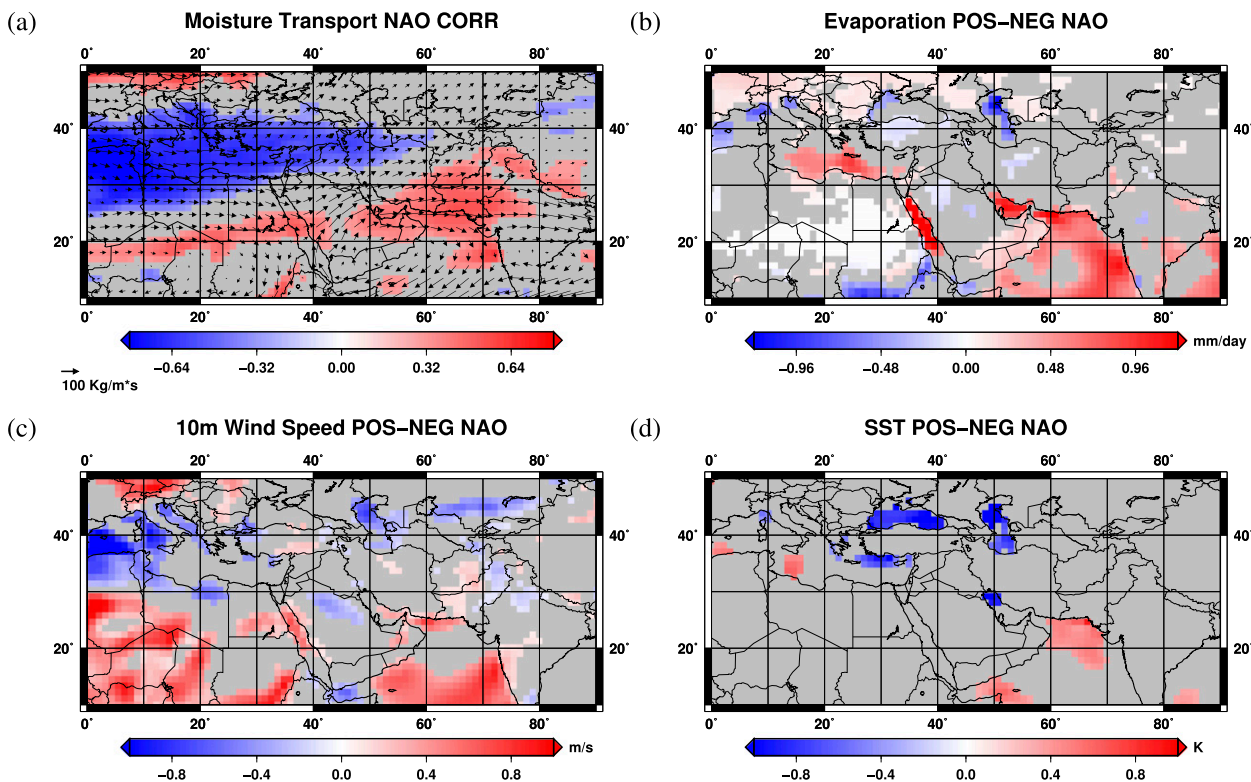 (a) Moisture Transport NAO CORR
0˚ 20˚ 40˚ 60˚ 80˚
40˚
20˚
0˚ 20˚ 40˚ 60˚ 80˚
−0.64 −0.32 0.00 0.32 0.64
100 Kg/m*s
(b) Evaporation POS−NEG NAO
0˚ 20˚ 40˚ 60˚ 80˚
40˚ 40˚
20˚ 20˚
0˚ 20˚ 40˚ 60˚ 80˚
mm/day
−0.96 −0.48 0.00 0.48 0.96
(c) 10m Wind Speed POS−NEG NAO
0˚ 20˚ 40˚ 60˚ 80˚
40˚
20˚
0˚ 20˚ 40˚ 60˚ 80˚
m/s
−0.8 −0.4 0.0 0.4 0.8
(d) SST POS−NEG NAO
0˚ 20˚ 40˚ 60˚ 80˚
40˚ 40˚
20˚ 20˚
0˚ 20˚ 40˚ 60˚ 80˚
K
−0.8 −0.4 0.0 0.4 0.8